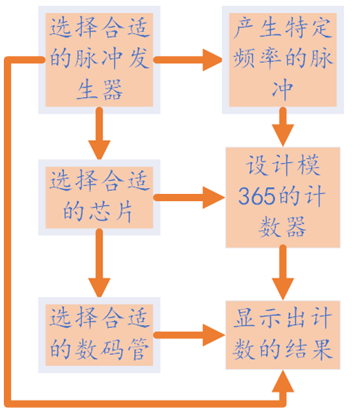 选择合适
的脉冲发
生器
产生特定
频率的脉
冲
选择合适
的芯片
设计模
365的计
数器
选择合适
的数码管
显示出计
数的结果